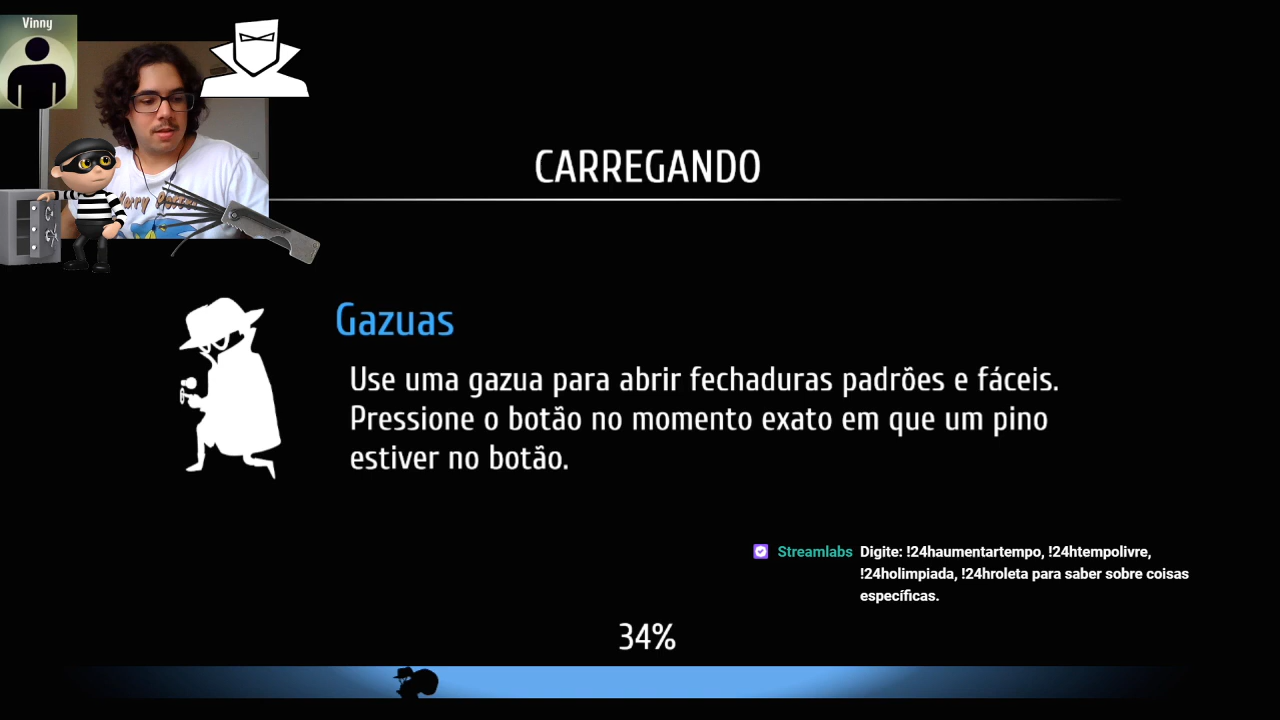 Vinny
CARREGANDO
Gazuas
Use uma gazua para abrir fechaduras padrões e fáceis.
Pressione o botão no momento exato em que um pino
estiver no botão.
Streamlabs Digite: !24haumentartempo, !24htempolivre,
!24holimpiada, !24hroleta para saber sobre coisas
específicas.
34%